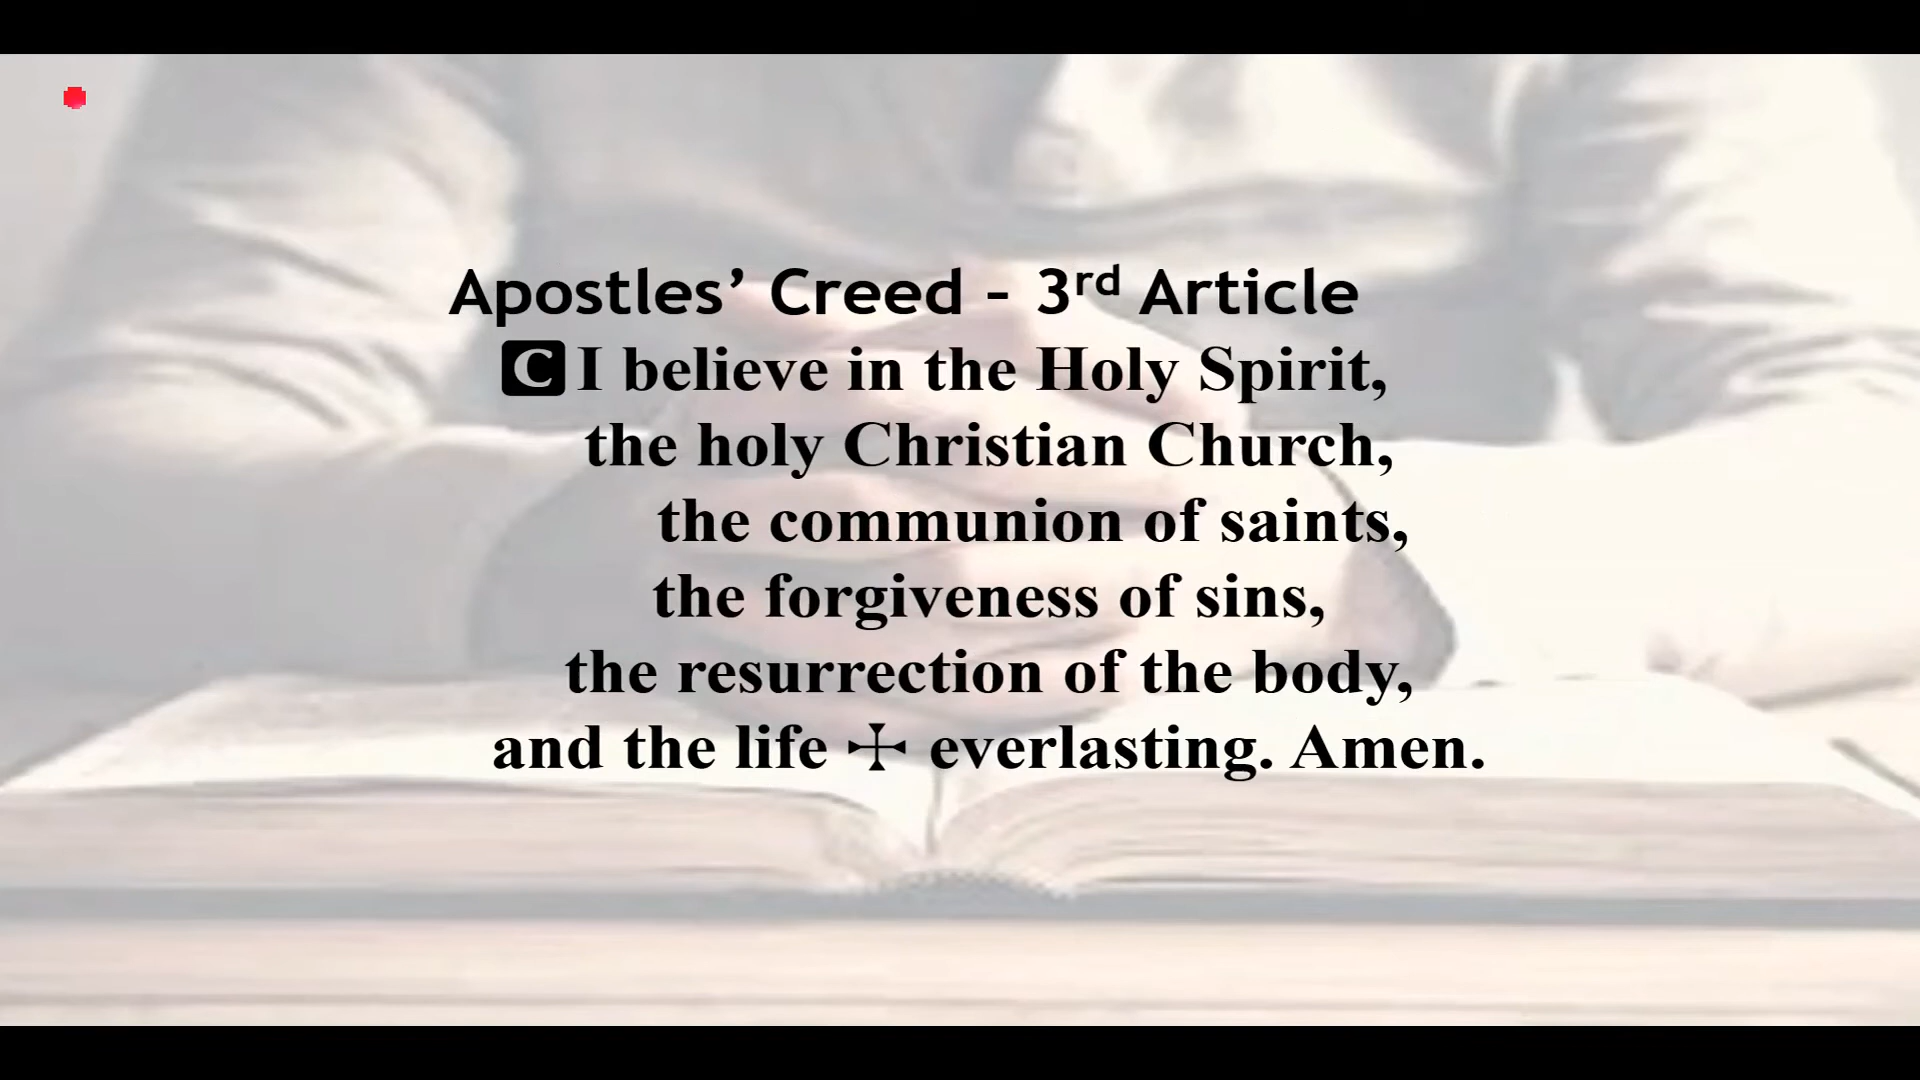 Apostles’ Creed – 3rd Article
C I believe in the Holy Spirit,
the holy Christian Church,
the communion of saints,
the forgiveness of sins,
the resurrection of the body,
and the life ☩ everlasting. Amen.